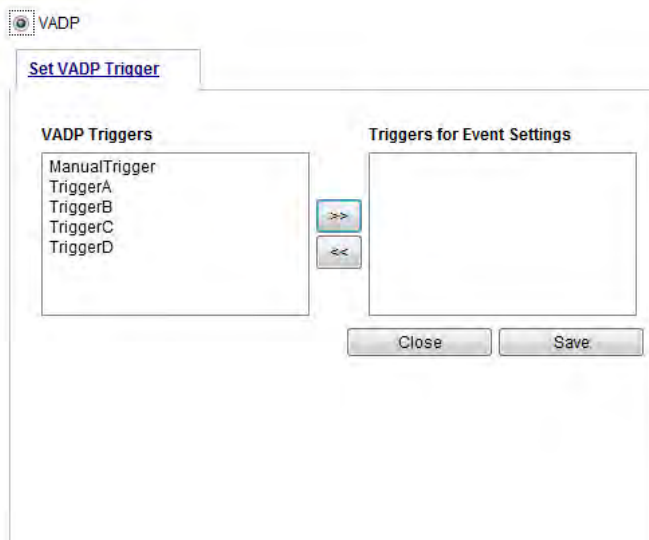 VADP
Set VADP Trigger
VADP Triggers
Triggers for Event Settings
ManualTrigger
TriggerA
TriggerB
TriggerC
TriggerD
>>
<<
Close
Save